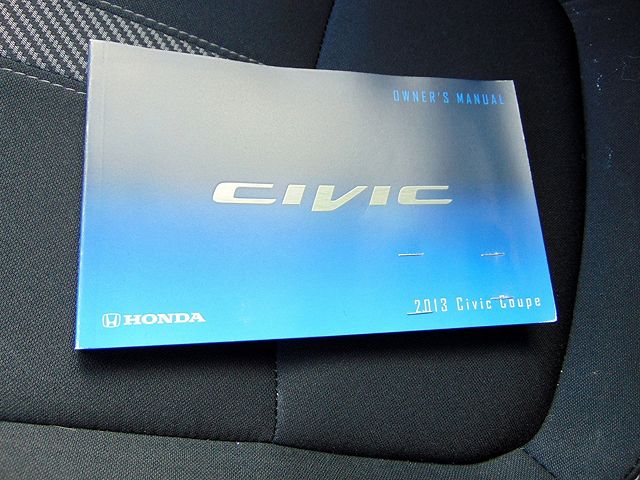 OWNER'S MANUAL
CIVIC
HONDA
2013 Civic Coupe